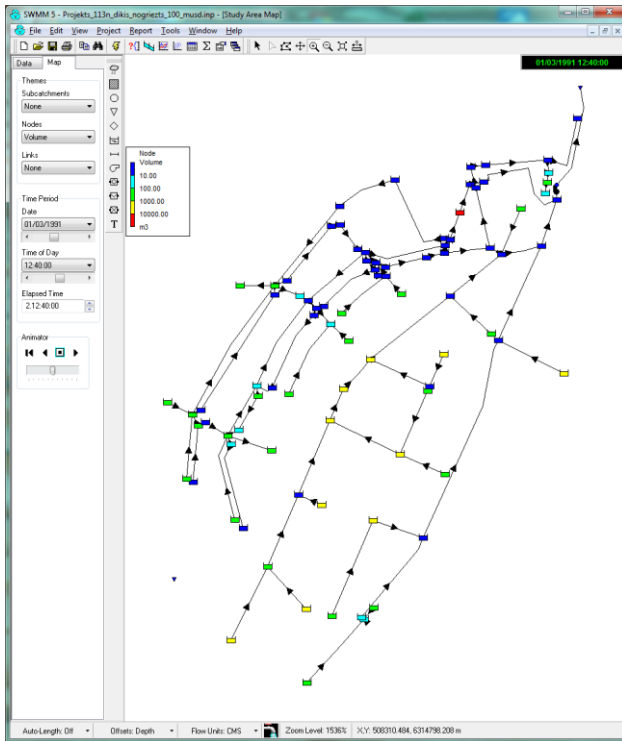 SWMM 5 - Projekts_113n_dikis_nogriezts_100_musd.inp - [Study Area Map]
File Edit View Project Report Tools Window Help
Data Map
01/03/1991 12:40:00
Themes
Subcatchments
None
Nodes
Volume
Links
None
Time Period
Date
01/03/1991
Time of Day
12:40:00
Elapsed Time
2.12:40:00
Animator
T
Node
Volume
10.00
100.00
1000.00
10000.00
m3
Auto-Length: Off Offsets: Depth Flow Units: CMS Zoom Level: 1536% X,Y: 508310.484, 6314798.208 m